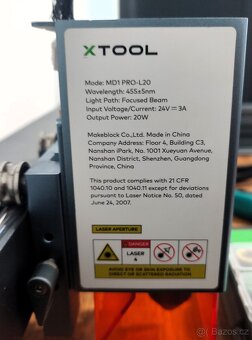 XTOOL
Mode: MD1 PRO-L20
Wavelength: 455±5nm
Light Path: Focused Beam
Input Voltage/Current: 24V ⎓ 3A
Output Power: 20W
Makeblock Co.,Ltd. Made in China
Company Address: Floor 4, Building C3,
Nanshan iPark, No. 1001 Xueyuan Avenue,
Nanshan District, Shenzhen, Guangdong
Province, China
This product complies with 21 CFR
1040.10 and 1040.11 except for deviations
pursuant to Laser Notice No. 50, dated
June 24, 2007.
LASER APERTURE
DANGER
LASER
4
AVOID EYE OR SKIN EXPOSURE TO
DIRECT OR SCATTERED RADIATION
Bazos.cz